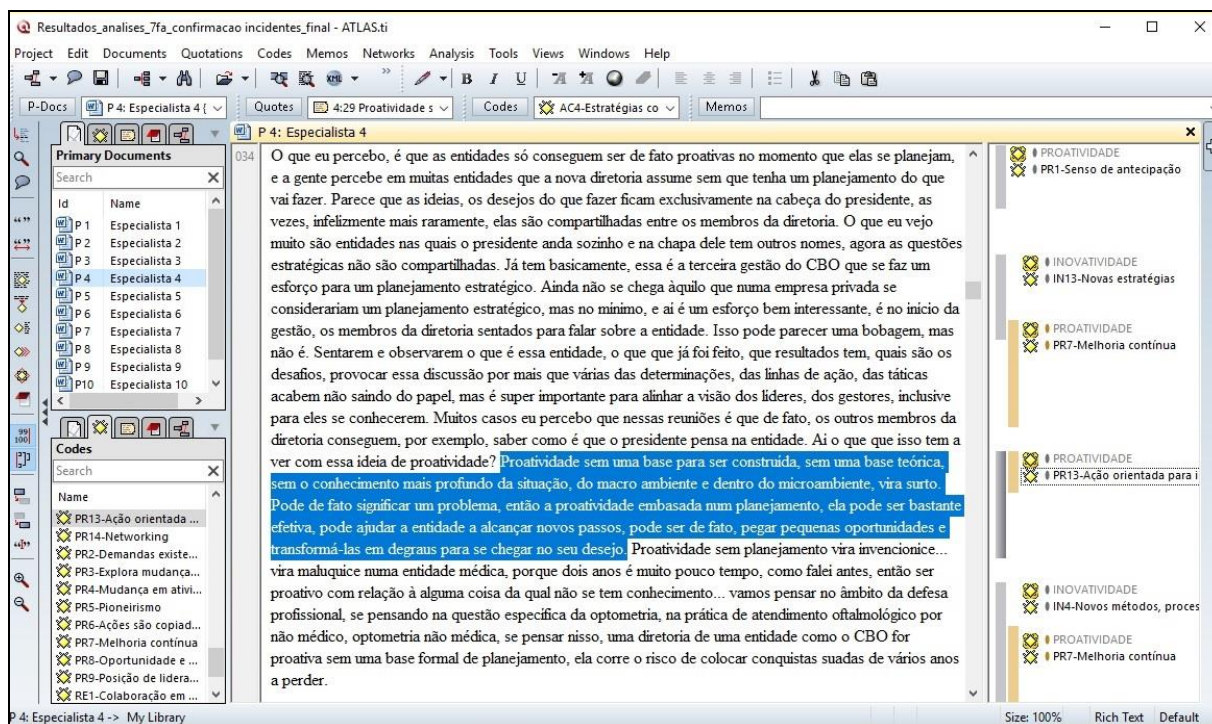 Resultados_analises_7fa_confirmacao incidentes_final - ATLAS.ti
Project Edit Documents Quotations Codes Memos Networks Analysis Tools Views Windows Help
P-Docs P 4: Especialista 4 { Quotes 4:29 Proatividade s Codes AC4-Estratégias co Memos
Primary Documents
Search
Id Name
P 1 Especialista 1
P 2 Especialista 2
P 3 Especialista 3
P 4 Especialista 4
P 5 Especialista 5
P 6 Especialista 6
P 7 Especialista 7
P 8 Especialista 8
P 9 Especialista 9
P10 Especialista 10
Codes
Search
Name
PR13-Ação orientada ...
PR14-Networking
PR2-Demandas existe...
PR3-Explora mudança...
PR4-Mudança em ativi...
PR5-Pioneirismo
PR6-Ações são copiad...
PR7-Melhoria contínua
PR8-Oportunidade e ...
PR9-Posição de lidera...
RE1-Colaboração em ...
P 4: Especialista 4
034
O que eu percebo, é que as entidades só conseguem ser de fato proativas no momento que elas se planejam,
e a gente percebe em muitas entidades que a nova diretoria assume sem que tenha um planejamento do que
vai fazer. Parece que as ideias, os desejos do que fazer ficam exclusivamente na cabeça do presidente, as
vezes, infelizmente mais raramente, elas são compartilhadas entre os membros da diretoria. O que eu vejo
muito são entidades nas quais o presidente anda sozinho e na chapa dele tem outros nomes, agora as questões
estratégicas não são compartilhadas. Já tem basicamente, essa é a terceira gestão do CBO que se faz um
esforço para um planejamento estratégico. Ainda não se chega àquilo que numa empresa privada se
considerariam um planejamento estratégico, mas no mínimo, e ai é um esforço bem interessante, é no inicio da
gestão, os membros da diretoria sentados para falar sobre a entidade. Isso pode parecer uma bobagem, mas
não é. Sentarem e observarem o que é essa entidade, o que que já foi feito, que resultados tem, quais são os
desafios, provocar essa discussão por mais que várias das determinações, das linhas de ação, das táticas
acabem não saindo do papel, mas é super importante para alinhar a visão dos lideres, dos gestores, inclusive
para eles se conhecerem. Muitos casos eu percebo que nessas reuniões é que de fato, os outros membros da
diretoria conseguem, por exemplo, saber como é que o presidente pensa na entidade. Ai o que que isso tem a
ver com essa ideia de proatividade? Proatividade sem uma base para ser construída, sem uma base teórica,
sem o conhecimento mais profundo da situação, do macro ambiente e dentro do microambiente, vira surto.
Pode de fato significar um problema, então a proatividade embasada num planejamento, ela pode ser bastante
efetiva, pode ajudar a entidade a alcançar novos passos, pode ser de fato, pegar pequenas oportunidades e
transformá-las em degraus para se chegar no seu desejo. Proatividade sem planejamento vira invencionice...
vira maluquice numa entidade médica, porque dois anos é muito pouco tempo, como falei antes, então ser
proativo com relação à alguma coisa da qual não se tem conhecimento... vamos pensar no âmbito da defesa
profissional, se pensando na questão especifica da optometria, na prática de atendimento oftalmológico por
não médico, optometria não médica, se pensar nisso, uma diretoria de uma entidade como o CBO for
proativa sem uma base formal de planejamento, ela corre o risco de colocar conquistas suadas de vários anos
a perder.
PROATIVIDADE
PR1-Senso de antecipação
INOVATIVIDADE
IN13-Novas estratégias
PROATIVIDADE
PR7-Melhoria contínua
PROATIVIDADE
PR13-Ação orientada para i
INOVATIVIDADE
IN4-Novos métodos, proces
PROATIVIDADE
PR7-Melhoria contínua
P 4: Especialista 4 -> My Library Size: 100% Rich Text Default